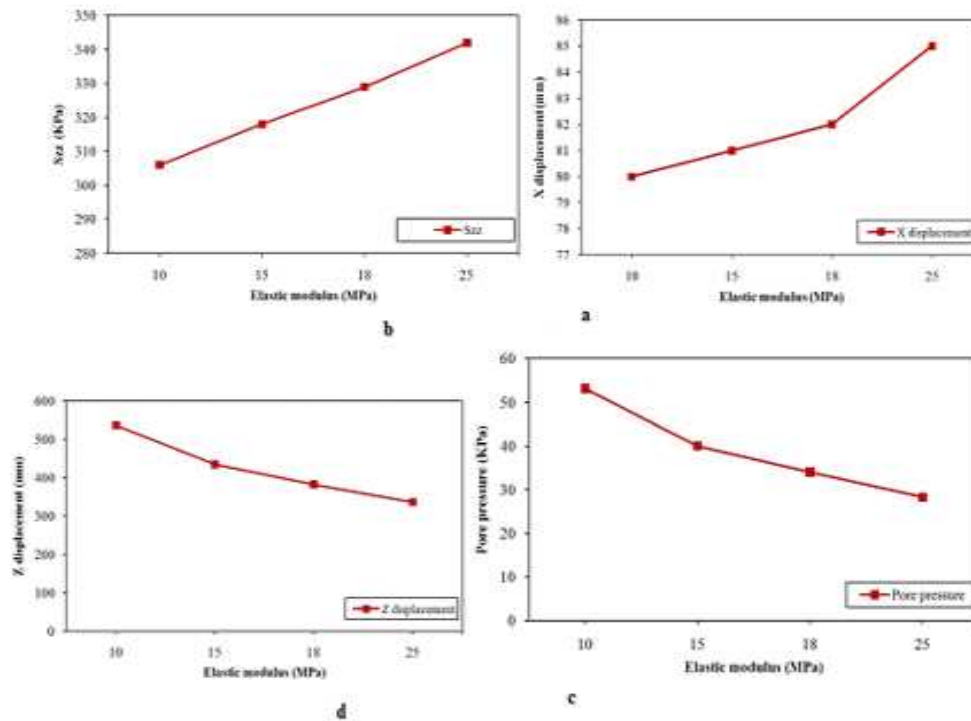 350
340
330
320
310
300
290
280
Szz (KPa)
Szz
10 15 18 25
Elastic modulus (MPa)
b
86
85
84
83
82
81
80
79
78
77
X displacement (mm)
X displacement
10 15 18 25
Elastic modulus (MPa)
a
600
500
400
300
200
100
0
Z displacement (mm)
Z displacement
10 15 18 25
Elastic modulus (MPa)
d
60
50
40
30
20
10
0
Pore pressure (KPa)
Pore pressure
10 15 18 25
Elastic modulus (MPa)
c